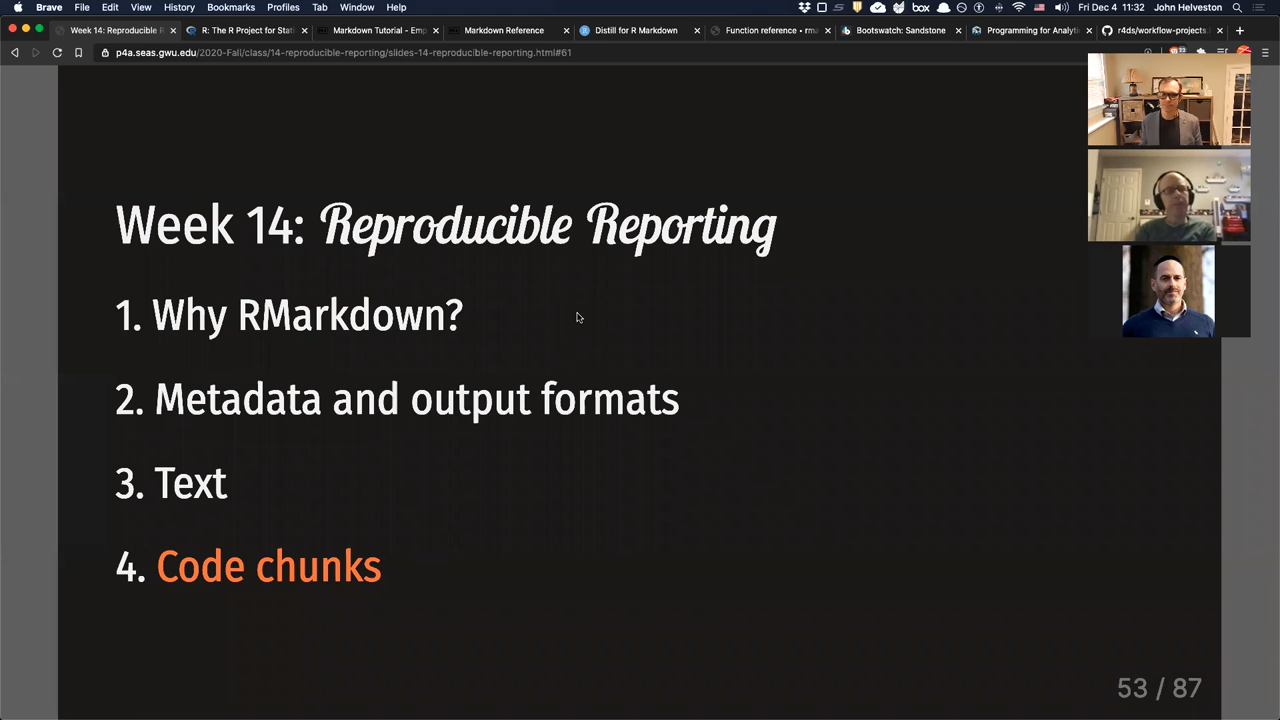 Brave File Edit View History Bookmarks Profiles Tab Window Help
box
Fri Dec 4 11:32 John Helveston
Week 14: Reproducible R
R: The R Project for Stati
Markdown Tutorial - Emp
Markdown Reference
Distill for R Markdown
Function reference • rma
Bootswatch: Sandstone
Programming for Analyti
r4ds/workflow-projects.
p4a.seas.gwu.edu/2020-Fall/class/14-reproducible-reporting/slides-14-reproducible-reporting.html#61
Week 14: Reproducible Reporting
1. Why RMarkdown?
2. Metadata and output formats
3. Text
4. Code chunks
53 / 87